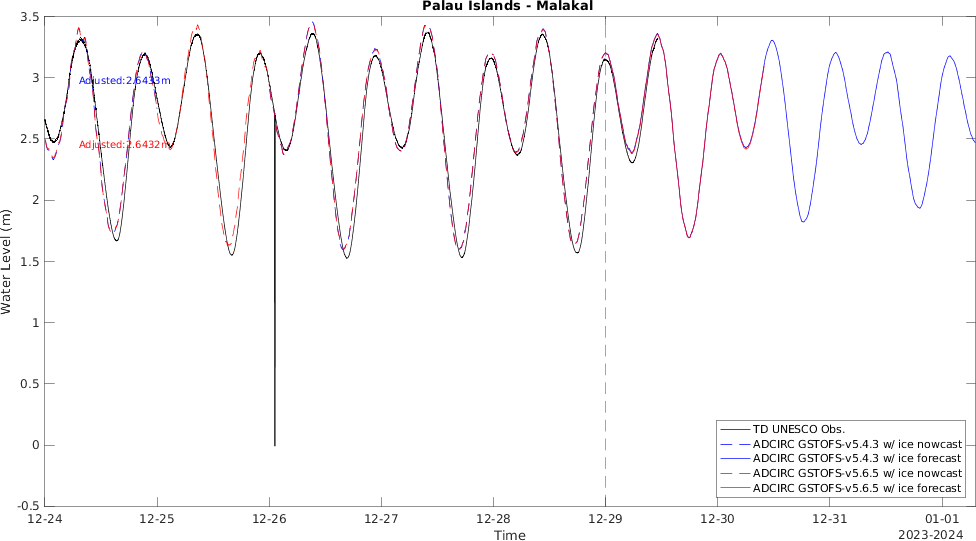 Palau Islands - Malakal
3.5
3
2.5
2
1.5
1
0.5
0
-0.5
Water Level (m)
Adjusted:2.6433m
Adjusted:2.6432m
TD UNESCO Obs.
ADCIRC GSTOFS-v5.4.3 w/ ice nowcast
ADCIRC GSTOFS-v5.4.3 w/ ice forecast
ADCIRC GSTOFS-v5.6.5 w/ ice nowcast
ADCIRC GSTOFS-v5.6.5 w/ ice forecast
12-24 12-25 12-26 12-27 12-28 12-29 12-30 12-31 01-01
Time
2023-2024